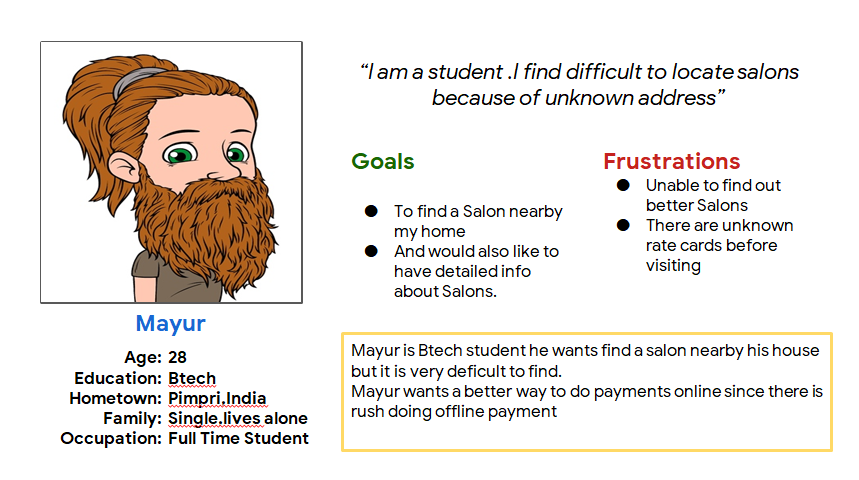 “I am a student .I find difficult to locate salons
because of unknown address”
Goals
To find a Salon nearby
my home
And would also like to
have detailed info
about Salons.
Frustrations
Unable to find out
better Salons
There are unknown
rate cards before
visiting
Mayur
Age: 28
Education: Btech
Hometown: Pimpri,India
Family: Single.lives alone
Occupation: Full Time Student
Mayur is Btech student he wants find a salon nearby his house
but it is very deficult to find.
Mayur wants a better way to do payments online since there is
rush doing offline payment